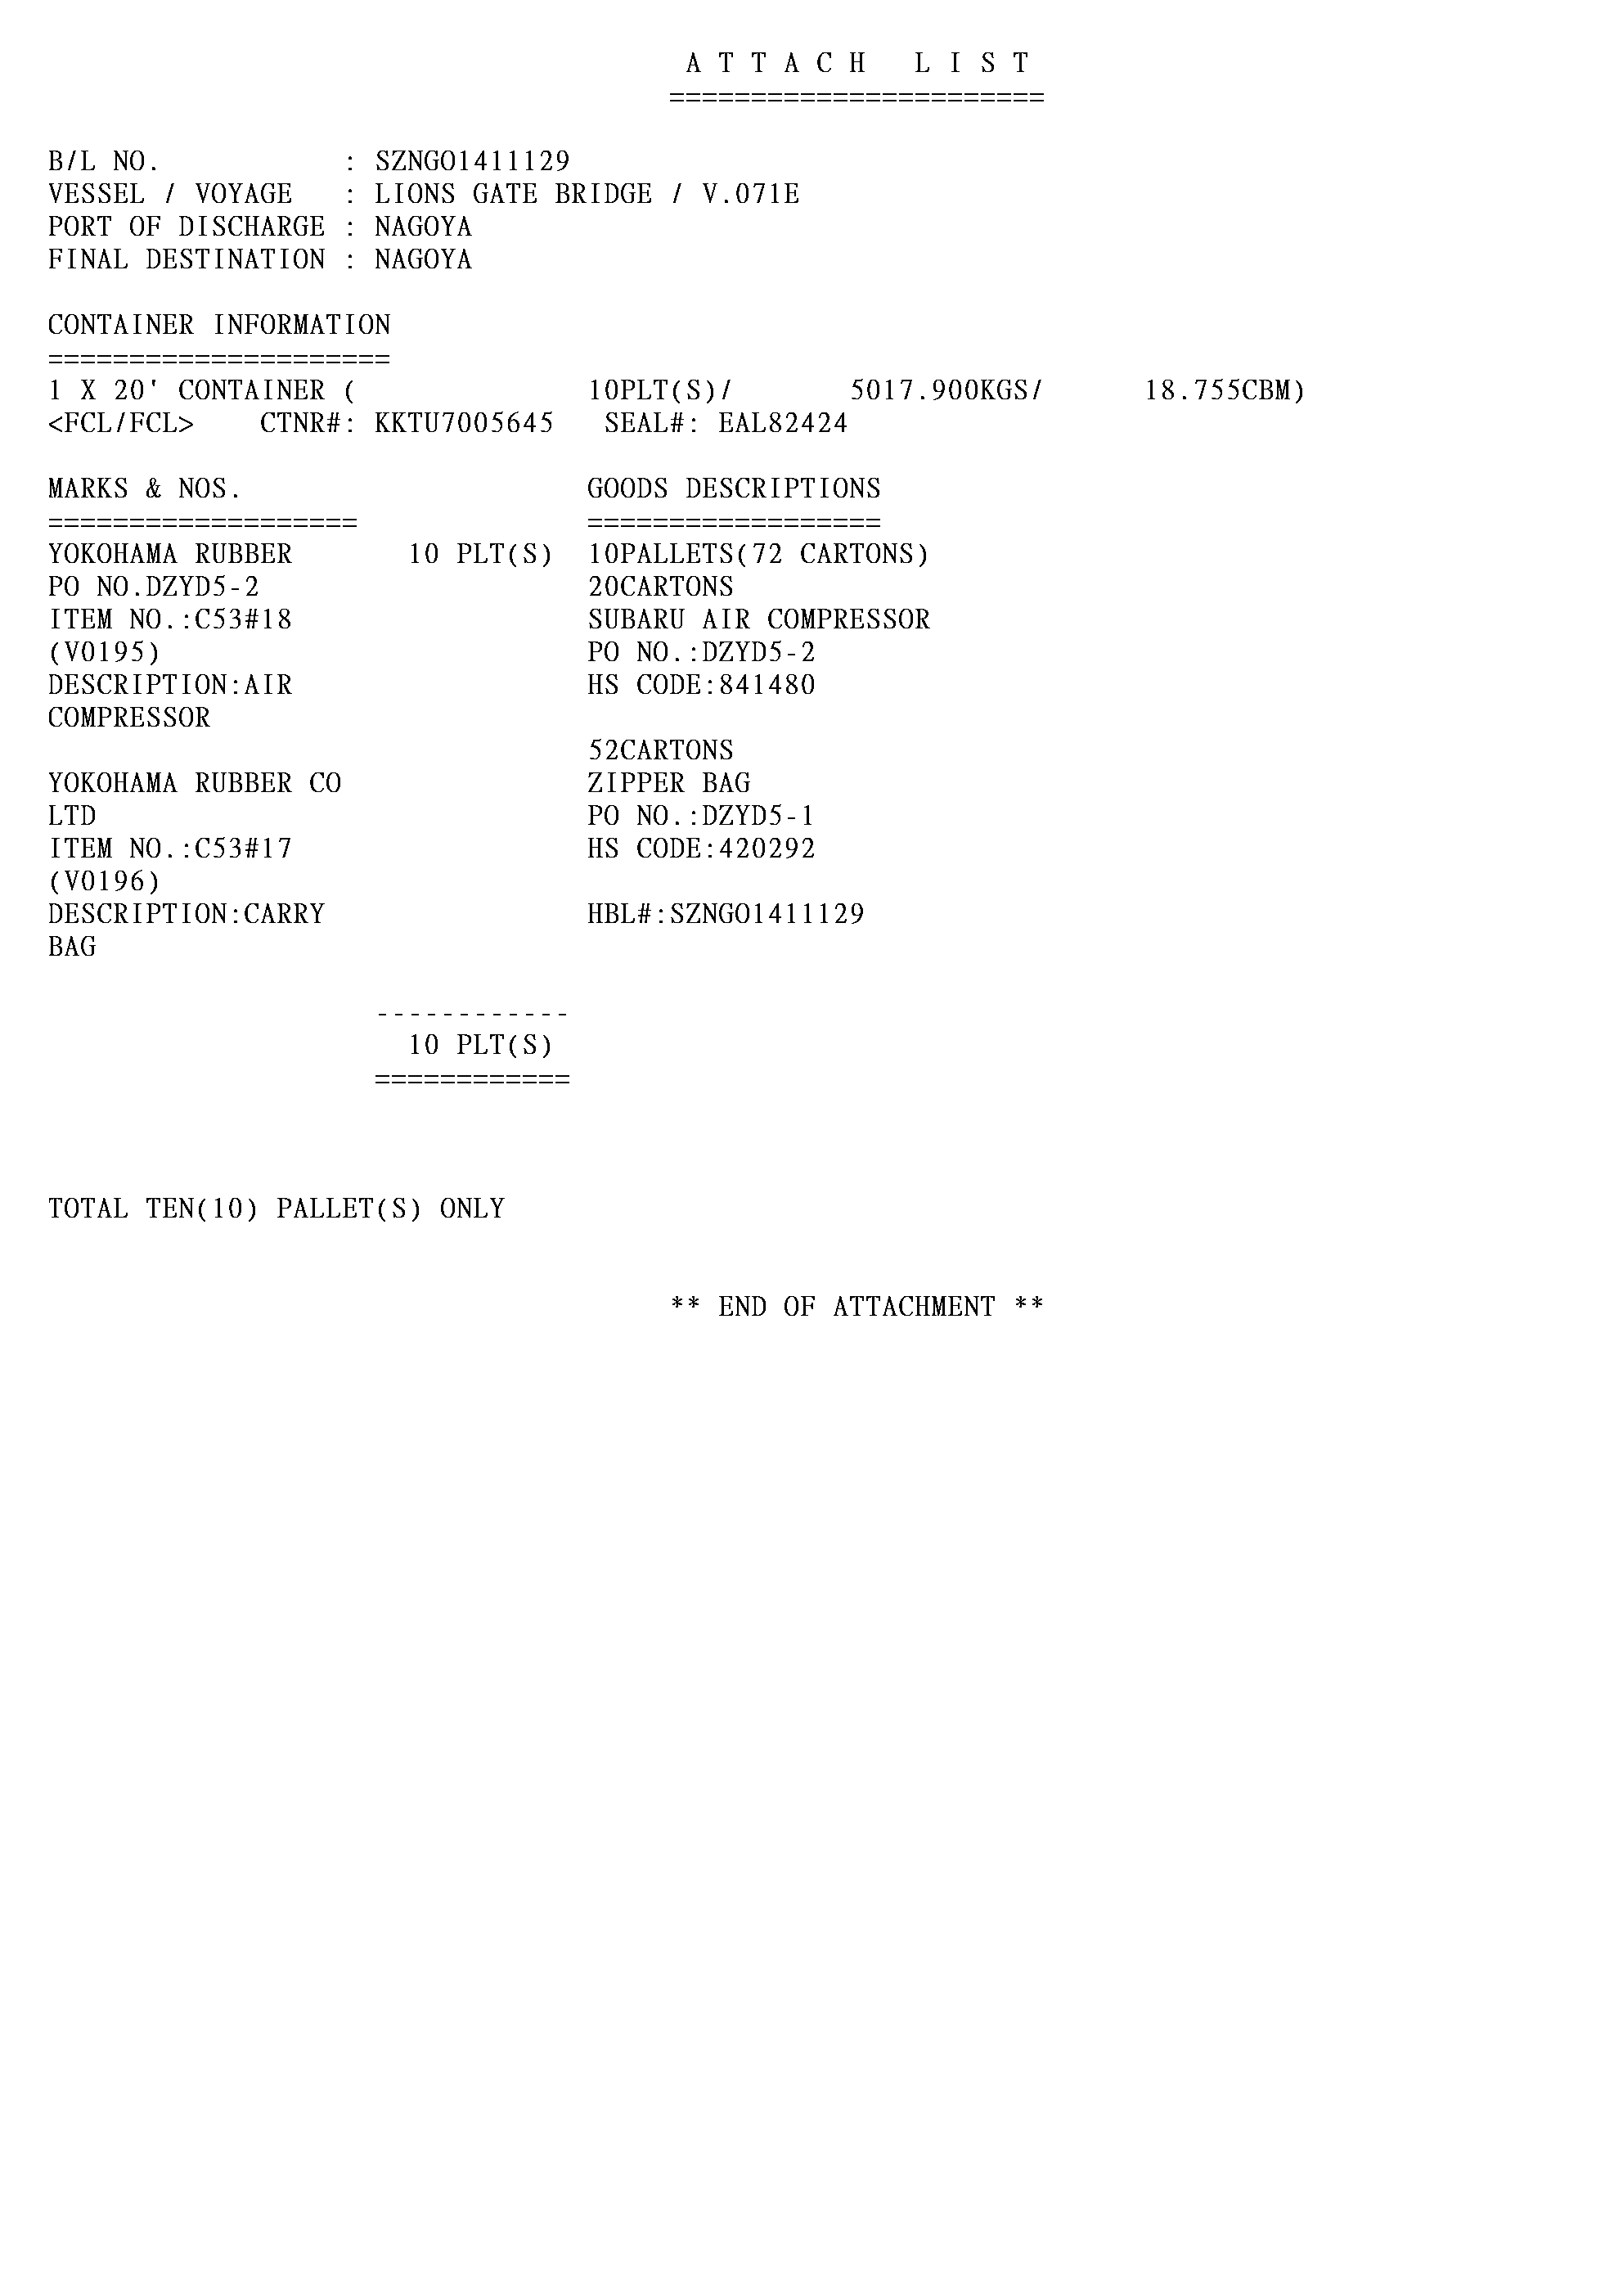 A T T A C H   L I S T
=======================
B/L NO.            : SZNGO1411129
VESSEL / VOYAGE    : LIONS GATE BRIDGE / V.071E
PORT OF DISCHARGE : NAGOYA
FINAL DESTINATION : NAGOYA
CONTAINER INFORMATION
=====================
1 X 20' CONTAINER (               10PLT(S)/        5017.900KGS/       18.755CBM)
<FCL/FCL>    CTNR#: KKTU7005645   SEAL#: EAL82424
MARKS & NOS.                      GOODS DESCRIPTIONS
===================               ==================
YOKOHAMA RUBBER        10 PLT(S)  10PALLETS(72 CARTONS)
PO NO.DZYD5-2                     20CARTONS
ITEM NO.:C53#18                   SUBARU AIR COMPRESSOR
(V0195)                           PO NO.:DZYD5-2
DESCRIPTION:AIR                   HS CODE:841480
COMPRESSOR
                                  52CARTONS
YOKOHAMA RUBBER CO                ZIPPER BAG
LTD                               PO NO.:DZYD5-1
ITEM NO.:C53#17                   HS CODE:420292
(V0196)
DESCRIPTION:CARRY                 HBL#:SZNGO1411129
BAG
------------
10 PLT(S)
============
TOTAL TEN(10) PALLET(S) ONLY
** END OF ATTACHMENT **